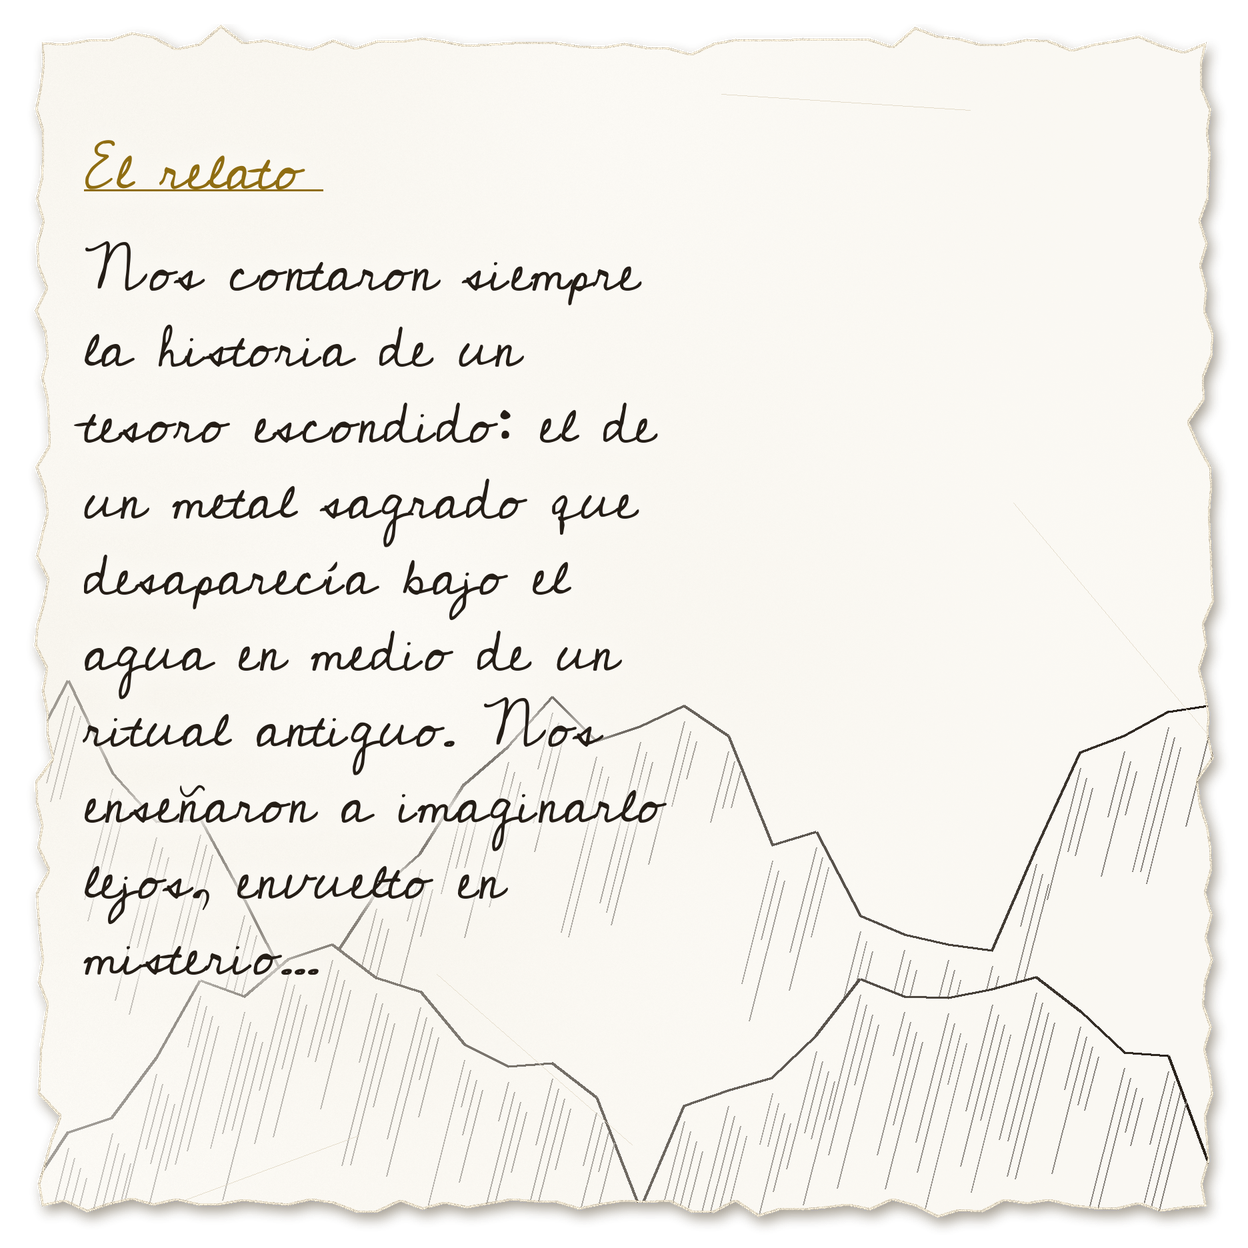 El relato
Nos contaron siempre
la historia de un
tesoro escondido: el de
un metal sagrado que
desaparecía bajo el
agua en medio de un
ritual antiguo. Nos
enseñaron a imaginarlo
lejos, envuelto en
misterio...